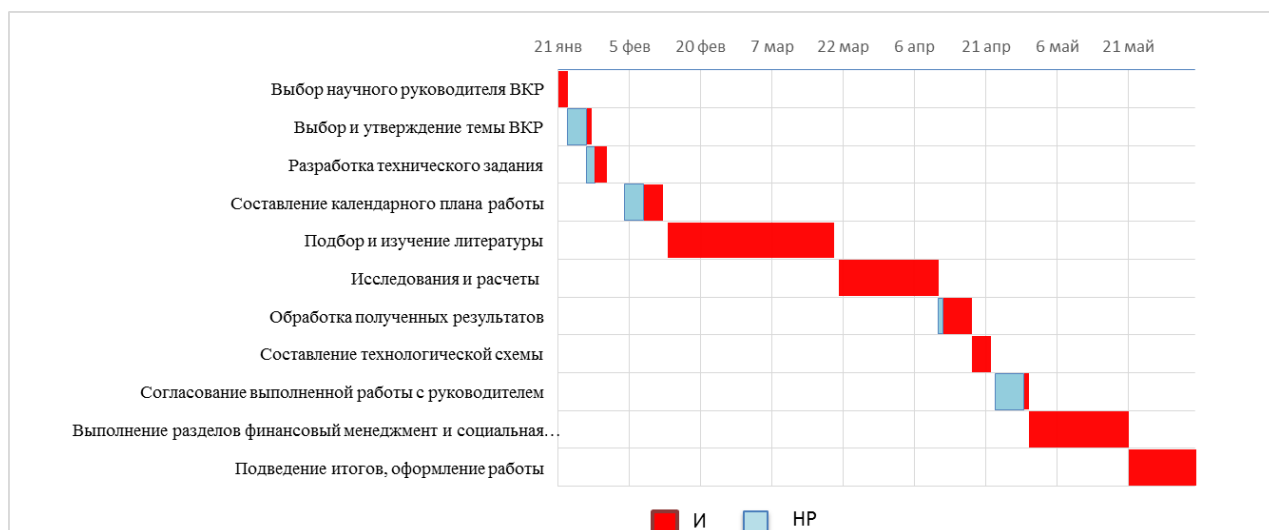 21 янв 5 фев 20 фев 7 мар 22 мар 6 апр 21 апр 6 май 21 май
Выбор научного руководителя ВКР
Выбор и утверждение темы ВКР
Разработка технического задания
Составление календарного плана работы
Подбор и изучение литературы
Исследования и расчеты
Обработка полученных результатов
Составление технологической схемы
Согласование выполненной работы с руководителем
Выполнение разделов финансовый менеджмент и социальная…
Подведение итогов, оформление работы
И НР